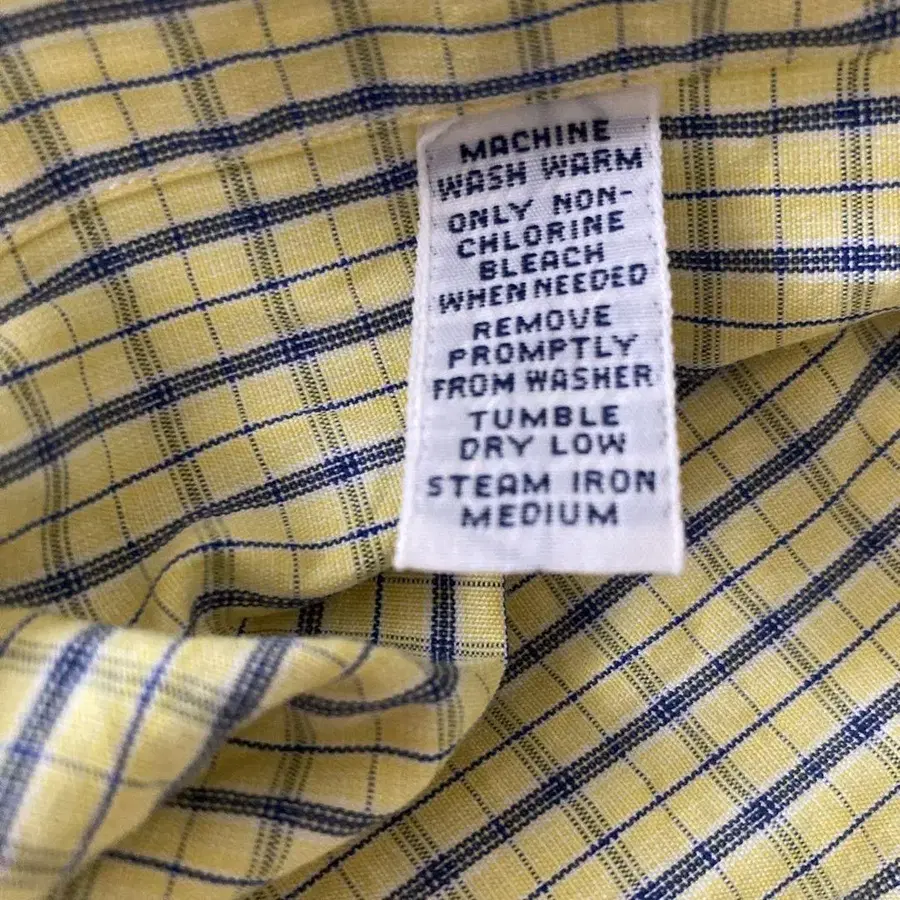 MACHINE
WASH WARM
ONLY NON-
CHLORINE
BLEACH
WHEN NEEDED
REMOVE
PROMPTLY
FROM WASHER
TUMBLE
DRY LOW
STEAM IRON
MEDIUM